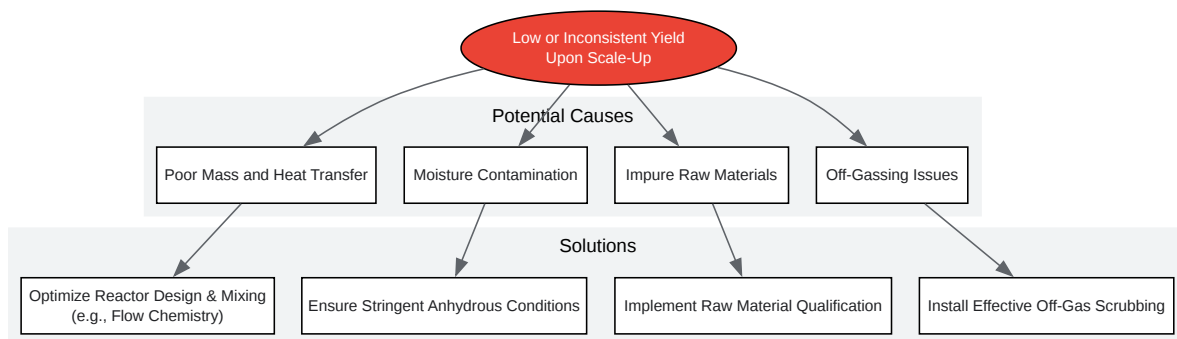 Low or Inconsistent Yield
Upon Scale-Up
Potential Causes
Poor Mass and Heat Transfer
Moisture Contamination
Impure Raw Materials
Off-Gassing Issues
Solutions
Optimize Reactor Design & Mixing
(e.g., Flow Chemistry)
Ensure Stringent Anhydrous Conditions
Implement Raw Material Qualification
Install Effective Off-Gas Scrubbing